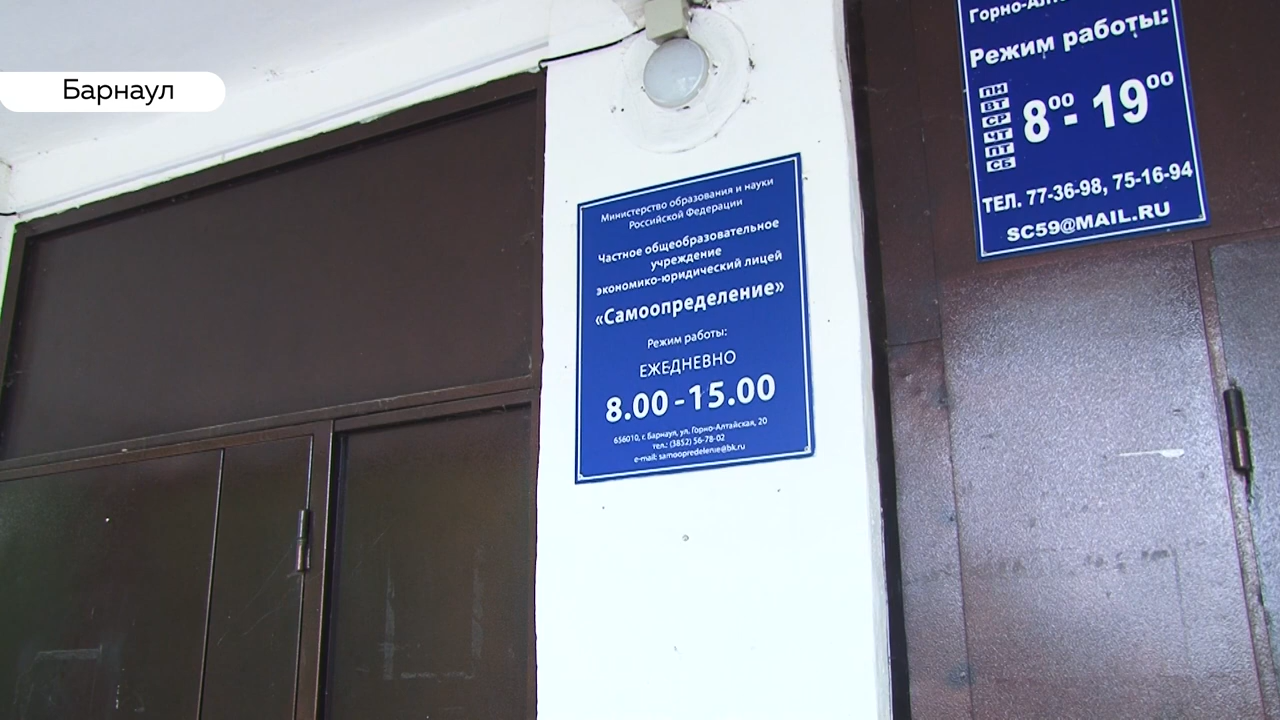 Барнаул
Министерство образования и науки
Российской Федерации
Частное общеобразовательное
учреждение
экономико-юридический лицей
«Самоопределение»
Режим работы:
ЕЖЕДНЕВНО
8.00-15.00
656010, г. Барнаул, ул. Горно-Алтайская, 20
тел.: (3852) 56-78-02
e-mail: samoopredelenie@bk.ru
Режим работы:
ПН
ВТ
СР
ЧТ
ПТ
СБ
8⁰⁰ - 19⁰⁰
ТЕЛ. 77-36-98, 75-16-94
SC59@MAIL.RU